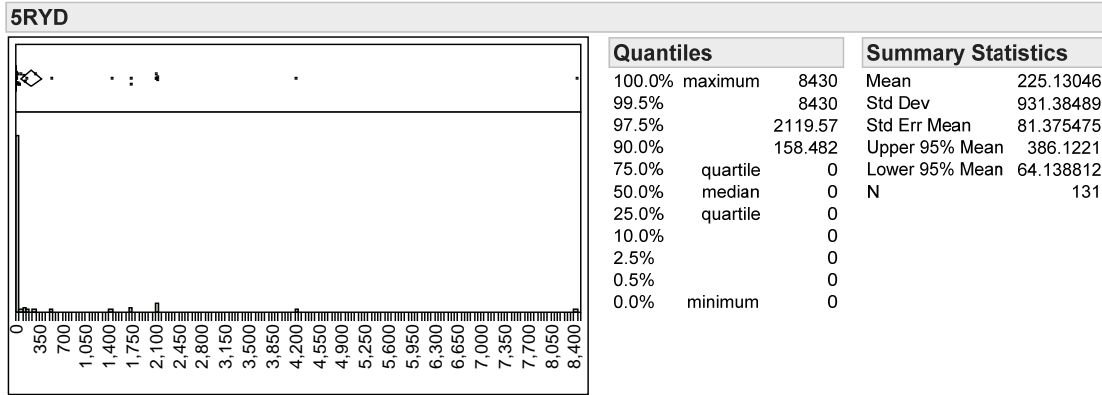 5RYD
0
350
700
1,050
1,400
1,750
2,100
2,450
2,800
3,150
3,500
3,850
4,200
4,550
4,900
5,250
5,600
5,950
6,300
6,650
7,000
7,350
7,700
8,050
8,400
Quantiles
100.0% maximum 8430
99.5% 8430
97.5% 2119.57
90.0% 158.482
75.0% quartile 0
50.0% median 0
25.0% quartile 0
10.0% 0
2.5% 0
0.5% 0
0.0% minimum 0
Summary Statistics
Mean 225.13046
Std Dev 931.38489
Std Err Mean 81.375475
Upper 95% Mean 386.1221
Lower 95% Mean 64.138812
N 131